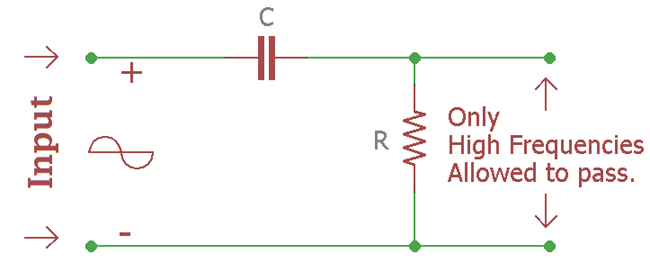 C
+
Input
R
Only
High Frequencies
Allowed to pass.
-